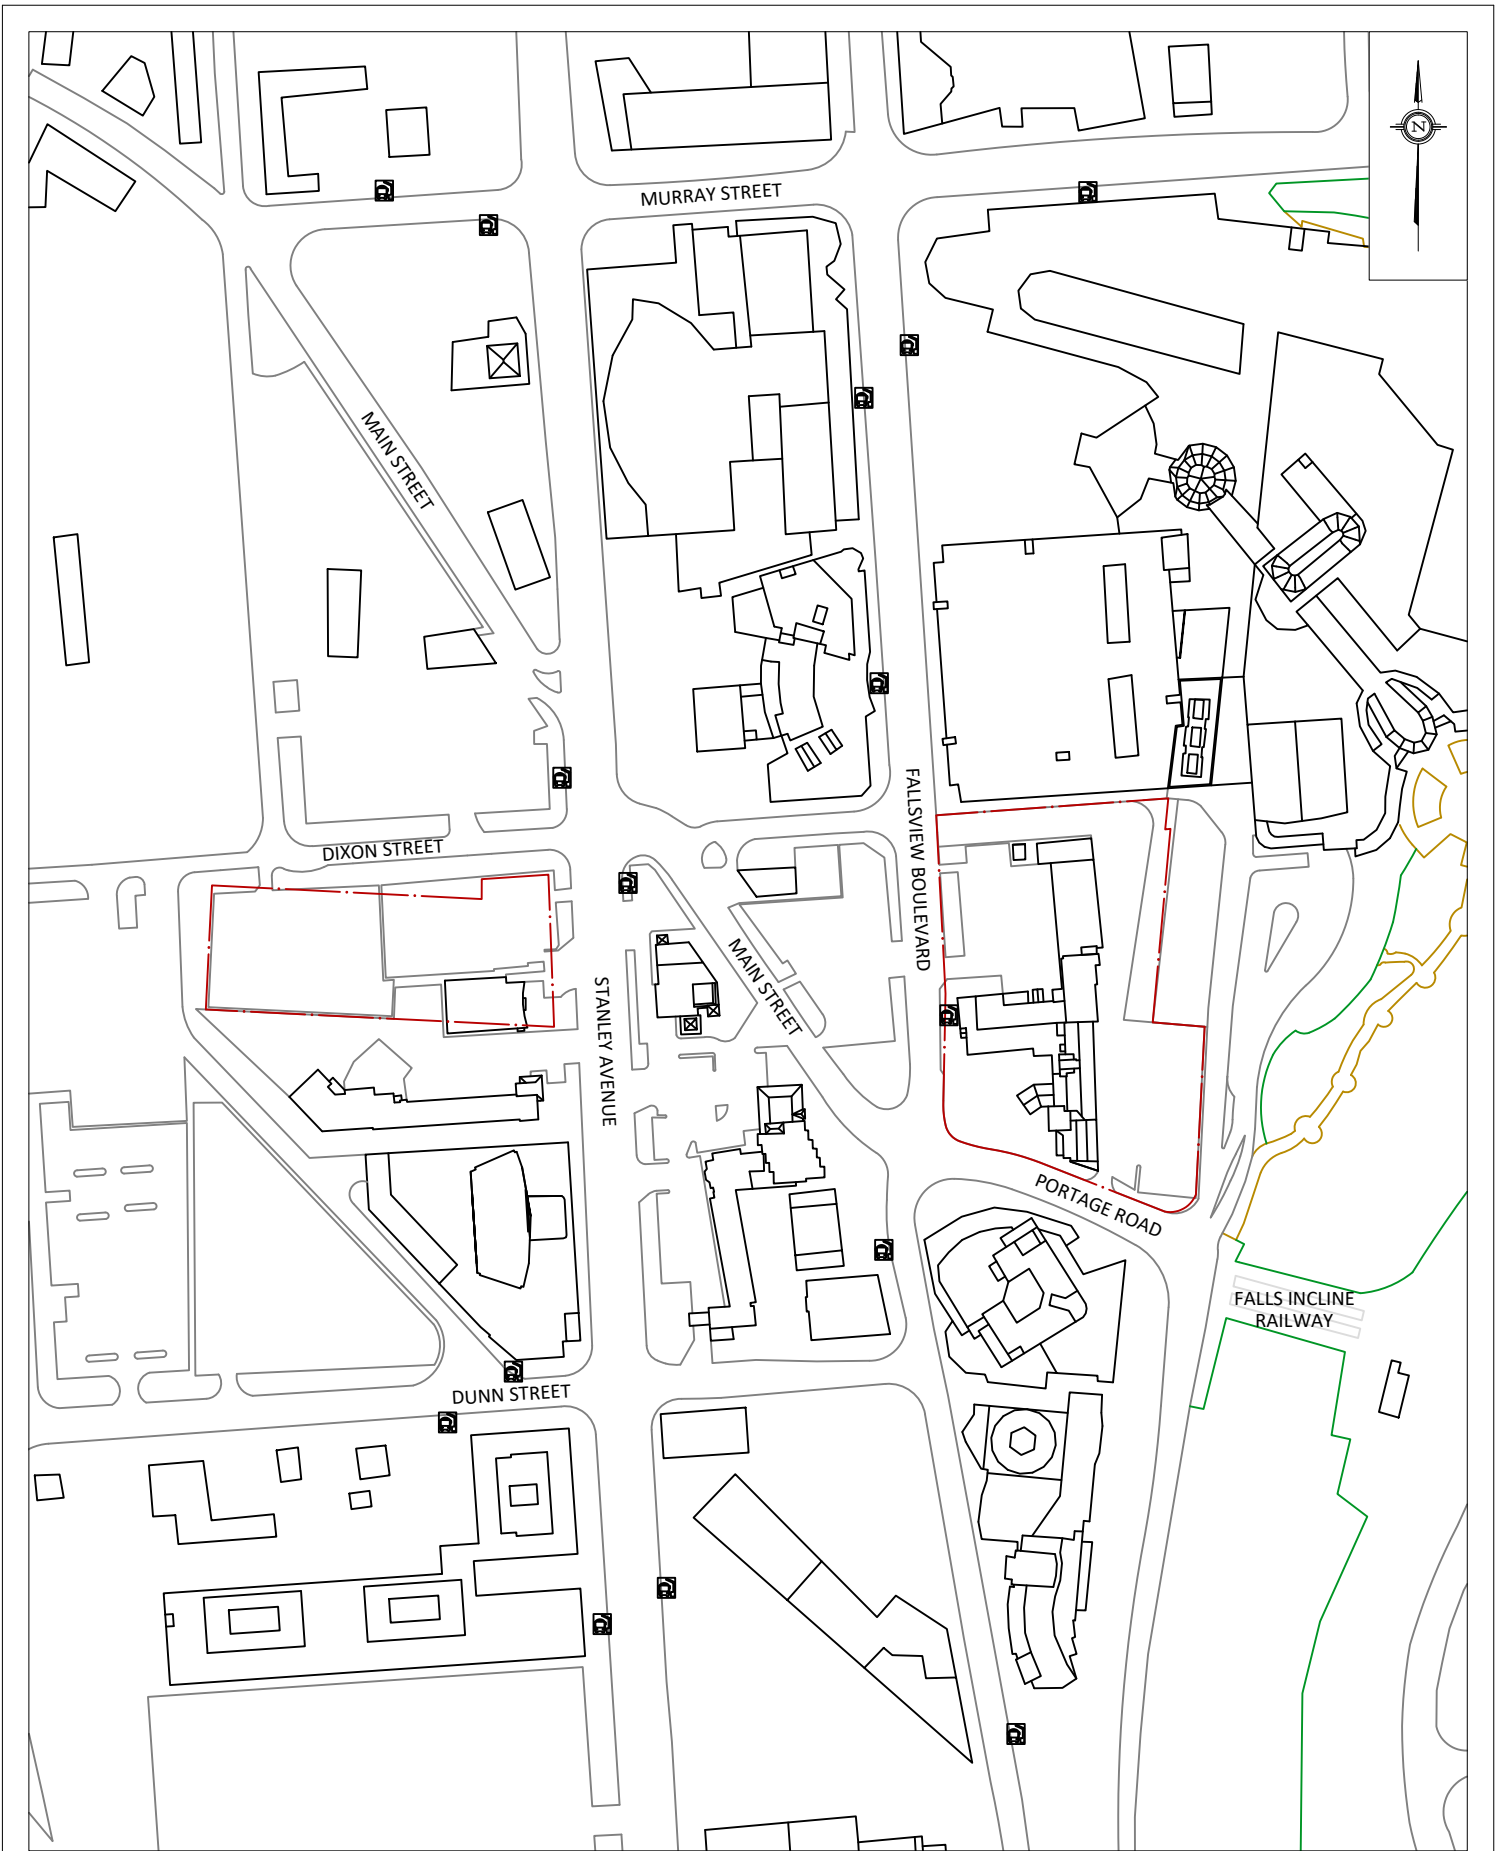 N
MURRAY STREET
MAIN STREET
FALLSVIEW BOULEVARD
DIXON STREET
MAIN STREET
STANLEY AVENUE
PORTAGE ROAD
FALLS INCLINE
RAILWAY
DUNN STREET